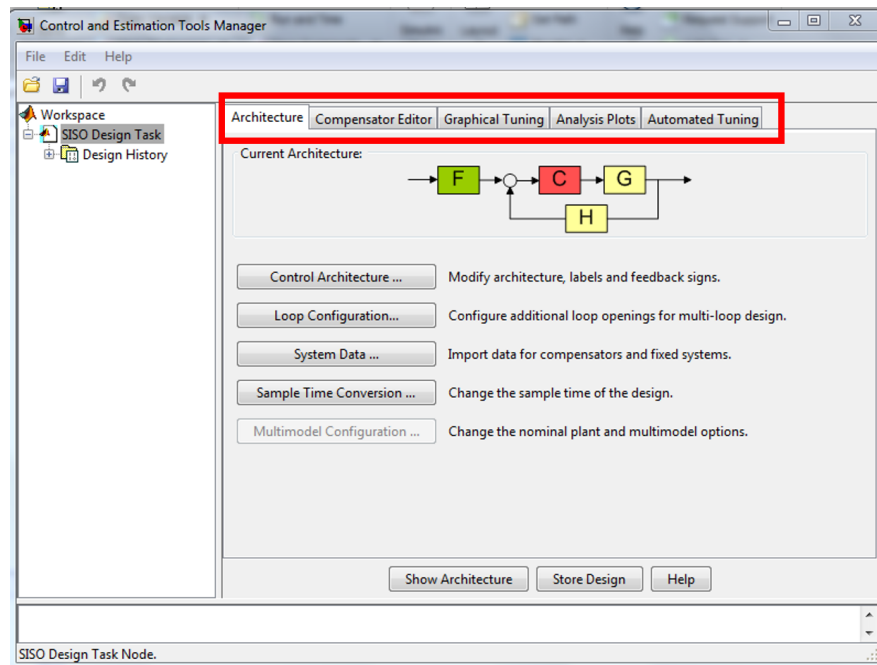 Control and Estimation Tools Manager
File Edit Help
Workspace
SISO Design Task
Design History
Architecture Compensator Editor Graphical Tuning Analysis Plots Automated Tuning
Current Architecture:
F C G
H
Control Architecture ... Modify architecture, labels and feedback signs.
Loop Configuration... Configure additional loop openings for multi-loop design.
System Data ... Import data for compensators and fixed systems.
Sample Time Conversion ... Change the sample time of the design.
Multimodel Configuration ... Change the nominal plant and multimodel options.
Show Architecture Store Design Help
SISO Design Task Node.